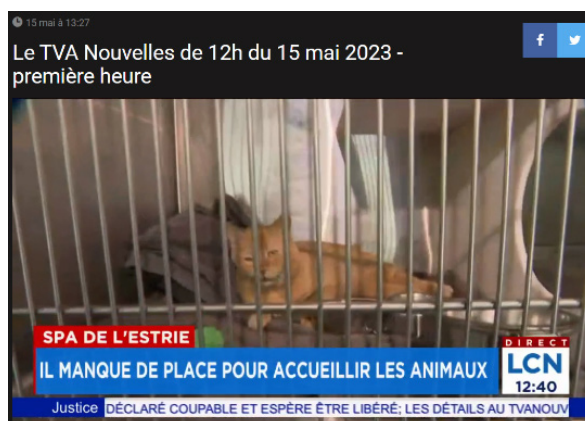 15 mai à 13:27
Le TVA Nouvelles de 12h du 15 mai 2023 -
première heure
f
SPA DE L'ESTRIE
IL MANQUE DE PLACE POUR ACCUEILLIR LES ANIMAUX
DIRECT
LCN
12:40
Justice DÉCLARÉ COUPABLE ET ESPÈRE ÊTRE LIBÉRÉ; LES DÉTAILS AU TVANOUV